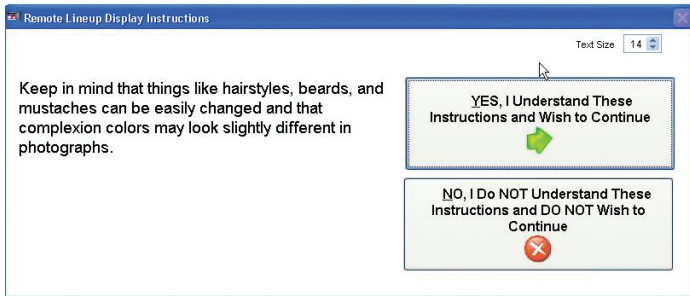 Remote Lineup Display Instructions
Text Size 14
Keep in mind that things like hairstyles, beards, and
mustaches can be easily changed and that
complexion colors may look slightly different in
photographs.
YES, I Understand These
Instructions and Wish to Continue
NO, I Do NOT Understand These
Instructions and DO NOT Wish to
Continue